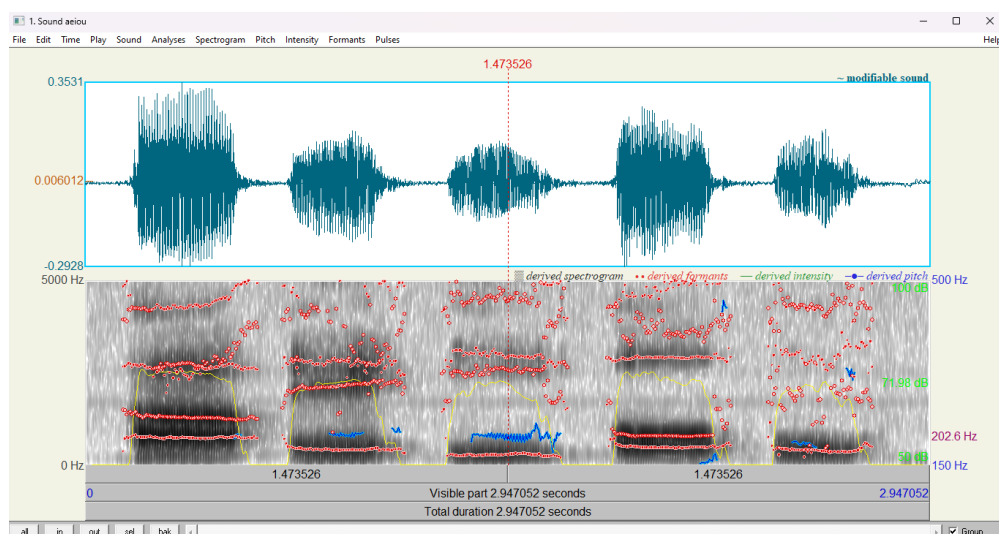 1. Sound aeiou
File Edit Time Play Sound Analyses Spectrogram Pitch Intensity Formants Pulses Help
1.473526
0.3531 ~ modifiable sound
0.006012
-0.2928
derived spectrogram derived formants derived intensity derived pitch
5000 Hz 500 Hz
100 dB
71.98 dB
202.6 Hz
50 dB
0 Hz 150 Hz
1.473526 1.473526
0 Visible part 2.947052 seconds 2.947052
Total duration 2.947052 seconds
all in out sel bak Group